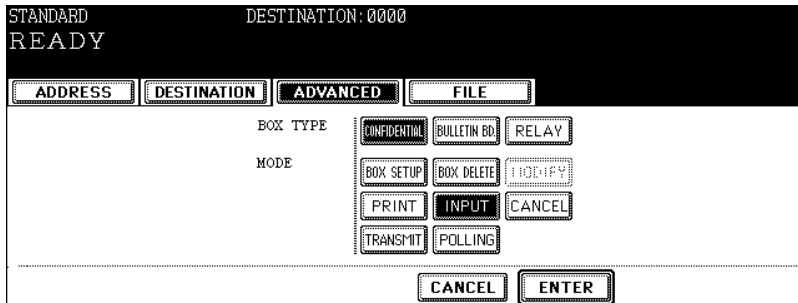 STANDARD DESTINATION:0000
READY
ADDRESS DESTINATION ADVANCED FILE
BOX TYPE CONFIDENTIAL BULLETIN BD. RELAY
MODE BOX SETUP BOX DELETE MODIFY
PRINT INPUT CANCEL
TRANSMIT POLLING
CANCEL ENTER